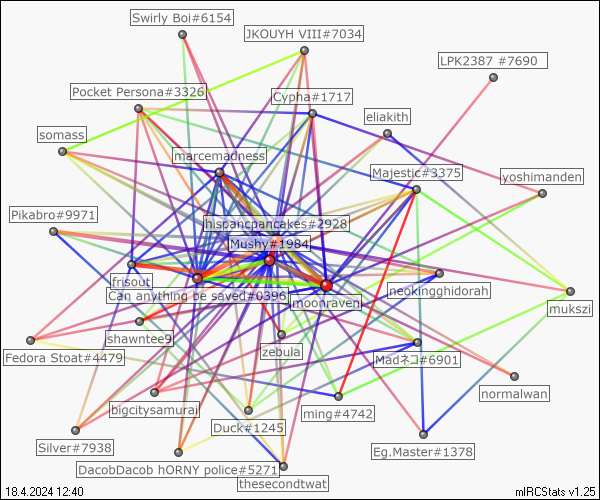 Swirly Boi#6154
JKOUYH VIII#7034
LPK2387 #7690
Pocket Persona#3326
Cypha#1717
eliakith
somass
marcemadness
Majestic#3375
yoshimanden
Pikabro#9971
hispancpancakes#2928
Mushy#1984
frisout
Can anything be saved#0396
moonraven
neokingghidorah
mukszi
shawntee9
Fedora Stoat#4479
zebula
Madネコ#6901
normalwan
bigcitysamurai
ming#4742
Duck#1245
Silver#7938
Eg.Master#1378
DacobDacob hORNY police#5271
thesecondtwat
18.4.2024 12:40
mIRCStats v1.25